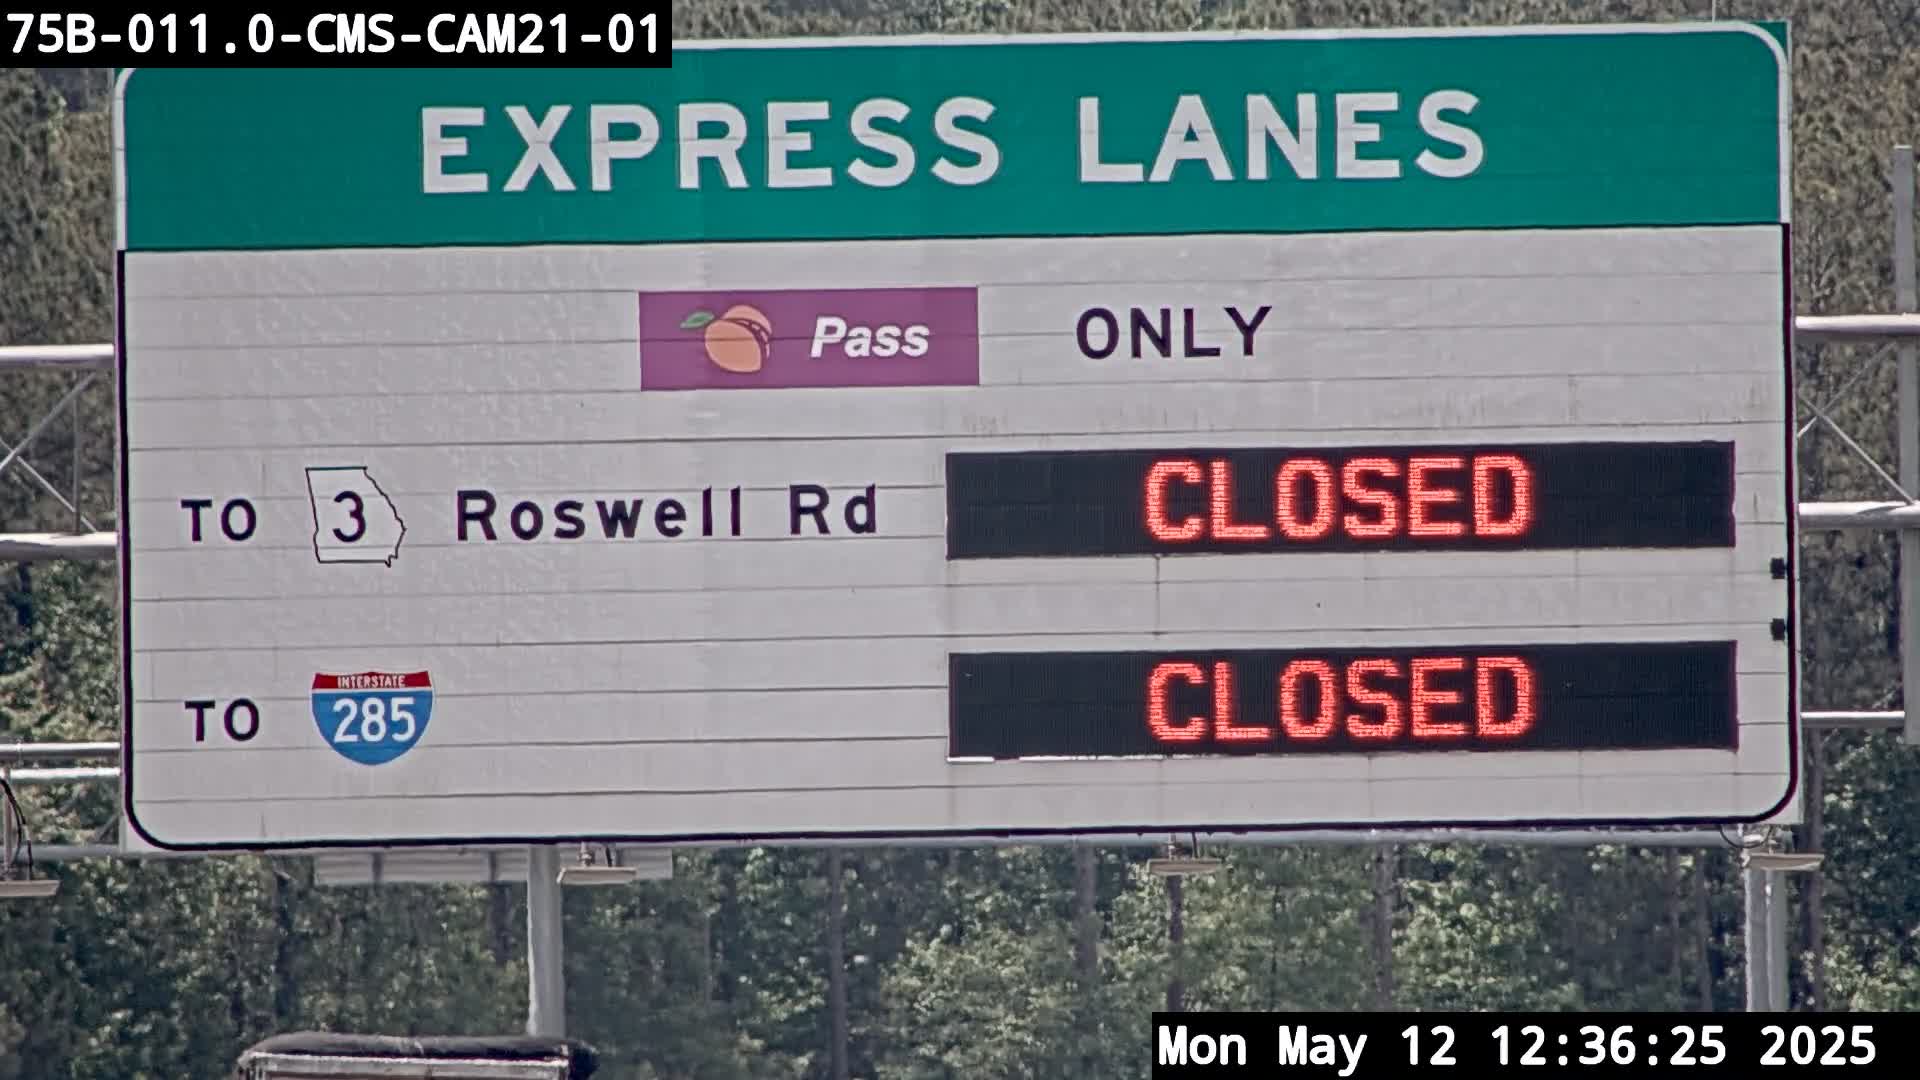 75B-011.0-CMS-CAM21-01
EXPRESS LANES
Pass ONLY
TO 3 Roswell Rd CLOSED
TO INTERSTATE 285 CLOSED
Mon May 12 12:36:25 2025